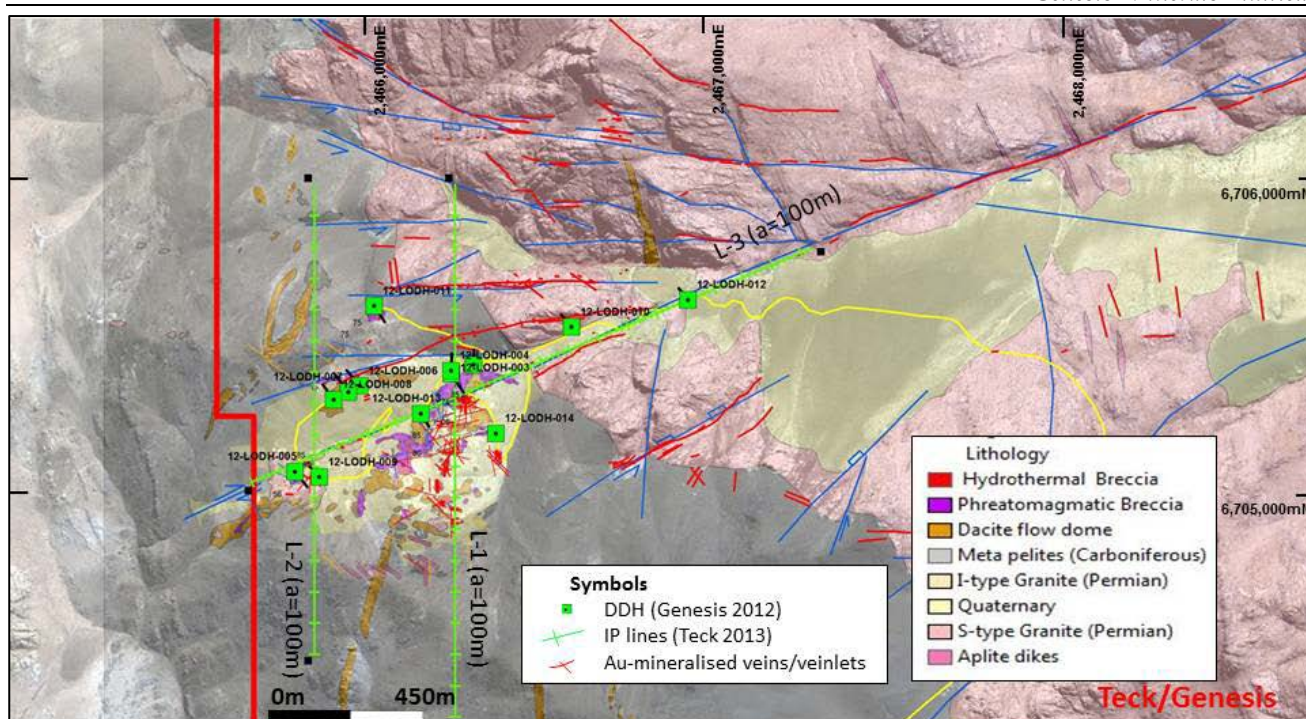 2,466,000mE
2,467,000mE
2,468,000mE
6,706,000mN
L-3 (a=100m)
12-LODH-011
12-LODH-012
12-LODH-010
12-LODH-004
12-LODH-003
12-LODH-007
12-LODH-006
12-LODH-008
12-LODH-013
12-LODH-014
12-LODH-005
12-LODH-009
6,705,000mN
L-2 (a=100m)
L-1 (a=100m)
Lithology
Hydrothermal Breccia
Phreatomagmatic Breccia
Dacite flow dome
Meta pelites (Carboniferous)
I-type Granite (Permian)
Quaternary
S-type Granite (Permian)
Aplite dikes
Symbols
DDH (Genesis 2012)
IP lines (Teck 2013)
Au-mineralised veins/veinlets
0m 450m
Teck/Genesis